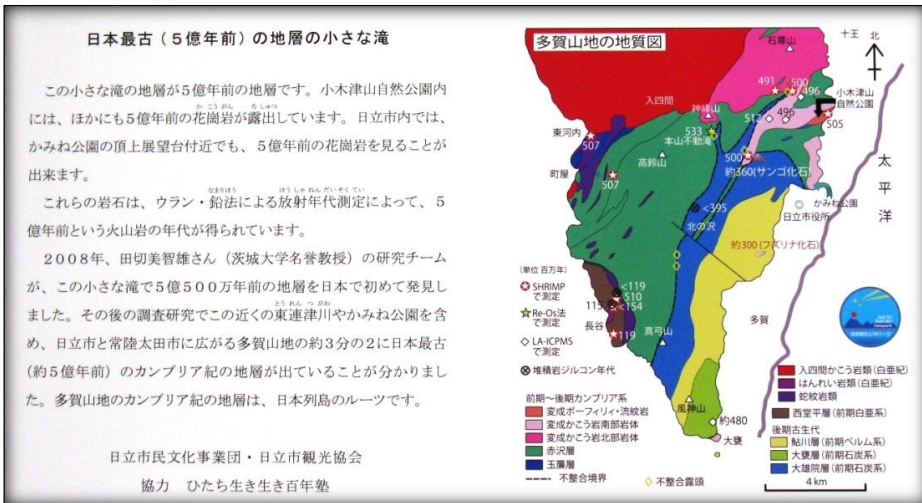 日本最古(5億年前)の地層の小さな滝
この小さな滝の地層が5億年前の地層です。小木津山自然公園内
には、ほかにも5億年前の花崗岩が露出しています。日立市内では、
かみね公園の頂上展望台付近でも、5億年前の花崗岩を見ることが
出来ます。
これらの岩石は、ウラン・鉛法による放射年代測定によって、5
億年前という火山岩の年代が得られています。
2008年、田切美智雄さん(茨城大学名誉教授)の研究チーム
が、この小さな滝で5億500万年前の地層を日本で初めて発見し
ました。その後の調査研究でこの近くの東連津川やかみね公園を含
め、日立市と常陸太田市に広がる多賀山地の約3分の2に日本最古
(約5億年前)のカンブリア紀の地層が出ていることが分かりまし
た。多賀山地のカンブリア紀の地層は、日本列島のルーツです。
日立市民文化事業団・日立市観光協会
協力 ひたち生き生き百年塾
多賀山地の地質図
十王 北
石尊山
491 500 496
小木津山
自然公園
入四間
神峰山
512 496
505
東河内
507
533
本山不動滝
高鈴山
500
約360(サンゴ化石)
町屋
507
太平洋
かみね公園
日立市役所
<395
北の沢
約300(フズリナ化石)
(単位 百万年)
SHRIMP
で測定
Re-Os法
で測定
LA-ICPMS
で測定
堆積岩ジルコン年代
<119
510
115 <154
長谷
119
真弓山
多賀
風神山
約480
大甕
前期~後期カンブリア系
変成ポーフィリィ・流紋岩
変成かこう岩南部岩体
変成かこう岩北部岩体
赤沢層
玉簾層
不整合境界
不整合露頭
入四間かこう岩類(白亜紀)
はんれい岩類(白亜紀)
蛇紋岩類
西堂平層(前期白亜系)
後期古生代
鮎川層(前期ペルム系)
大甕層(前期石炭系)
大雄院層(前期石炭系)
4 km